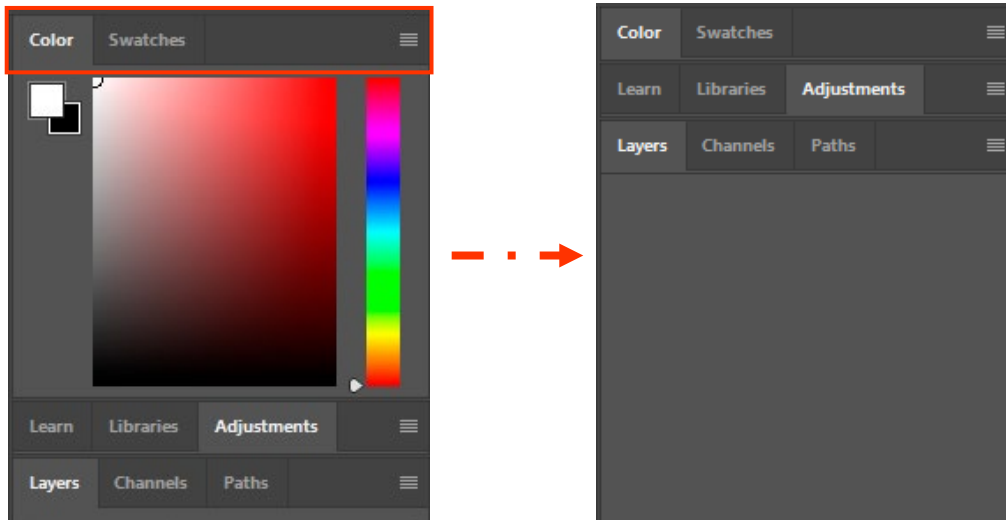 Color Swatches
Learn Libraries Adjustments
Layers Channels Paths
Color Swatches
Learn Libraries Adjustments
Layers Channels Paths